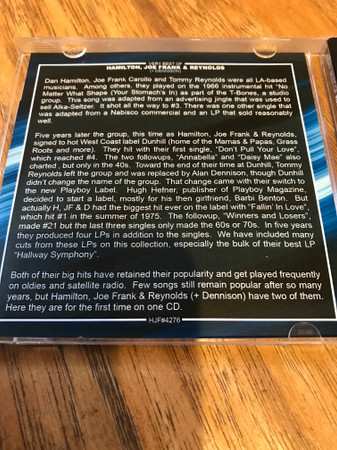 VERY BEST OF
HAMILTON, JOE FRANK & REYNOLDS
(+ DENNISON)
Dan Hamilton, Joe Frank Carollo and Tommy Reynolds were all LA-based
musicians. Among others, they played on the 1966 instrumental hit "No
Matter What Shape (Your Stomach's In) as part of the T-Bones, a studio
group. This song was adapted from an advertising jingle that was used to
sell Alka-Seltzer. It shot all the way to #3. There was one other single that
was adapted from a Nabisco commercial and an LP that sold reasonably
well.
Five years later the group, this time as Hamilton, Joe Frank & Reynolds,
signed to hot West Coast label Dunhill (home of the Mamas & Papas, Grass
Roots and more). They hit with their first single, "Don't Pull Your Love",
which reached #4. The two followups, "Annabella" and "Daisy Mae" also
charted , but only in the 40s. Toward the end of their time at Dunhill, Tommy
Reynolds left the group and was replaced by Alan Dennison, though Dunhill
didn't change the name of the group. That change came with their switch to
the new Playboy Label. Hugh Hefner, publisher of Playboy Magazine,
decided to start a label, mostly for his then girlfriend, Barbi Benton. But
actually H, JF & D had the biggest hit ever on the label with "Fallin' In Love"
which hit #1 in the summer of 1975. The followup, "Winners and Losers",
made #21 but the last three singles only made the 60s or 70s. In five years
they produced four LPs in addition to the singles. We have included many
cuts from these LPs on this collection, especially the bulk of their best LP
"Hallway Symphony".
Both of their big hits have retained their popularity and get played frequently
on oldies and satellite radio. Few songs still remain popular after so many
years, but Hamilton, Joe Frank & Reynolds (+ Dennison) have two of them.
Here they are for the first time on one CD.
HJF#4276